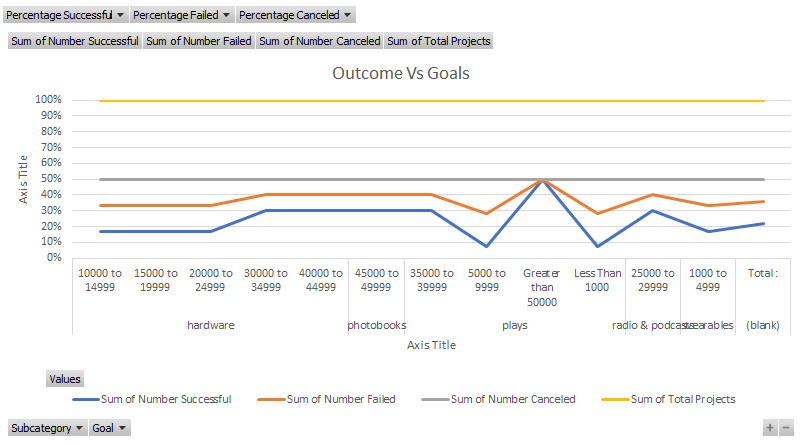 Percentage Successful Percentage Failed Percentage Canceled
Sum of Number Successful Sum of Number Failed Sum of Number Canceled Sum of Total Projects
Outcome Vs Goals
100%
90%
80%
70%
60%
50%
40%
30%
20%
10%
0%
Axis Title
10000 to 14999
15000 to 19999
20000 to 24999
30000 to 34999
40000 to 44999
45000 to 49999
35000 to 39999
5000 to 9999
Greater than 50000
Less Than 1000
25000 to 29999
1000 to 4999
Total :
hardware photobooks plays radio & podcasts wearables (blank)
Axis Title
Values
Sum of Number Successful Sum of Number Failed Sum of Number Canceled Sum of Total Projects
Subcategory Goal + −